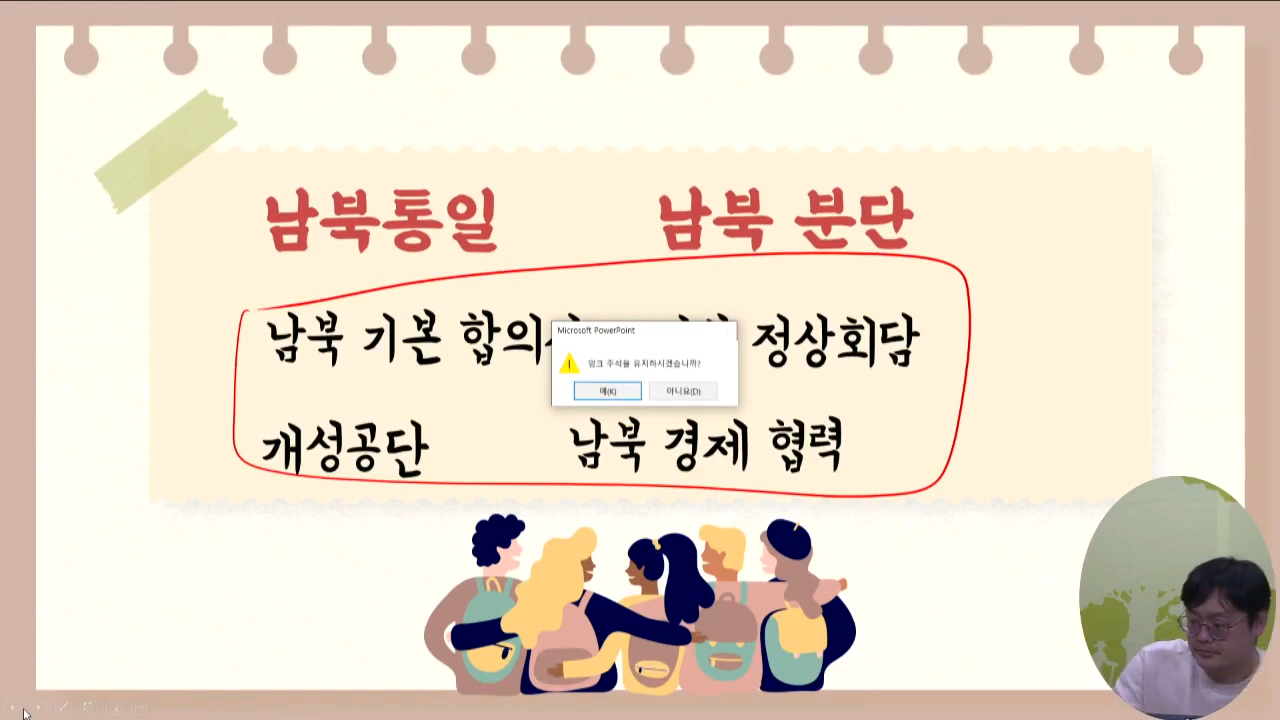 남북통일 남북 분단
남북 기본 합의 정상회담
Microsoft PowerPoint
잉크 주석을 유지하시겠습니까?
예(K) 아니요(D)
개성공단 남북 경제 협력